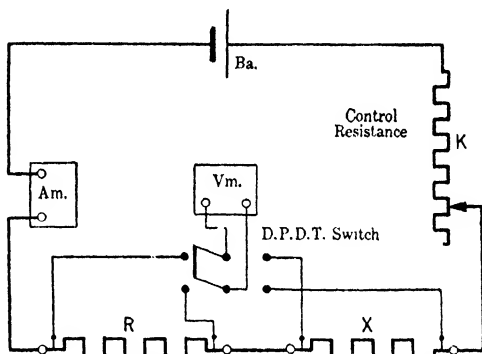 Ba.
Control
Resistance
K
Am.
Vm.
D.P.D.T. Switch
R
X